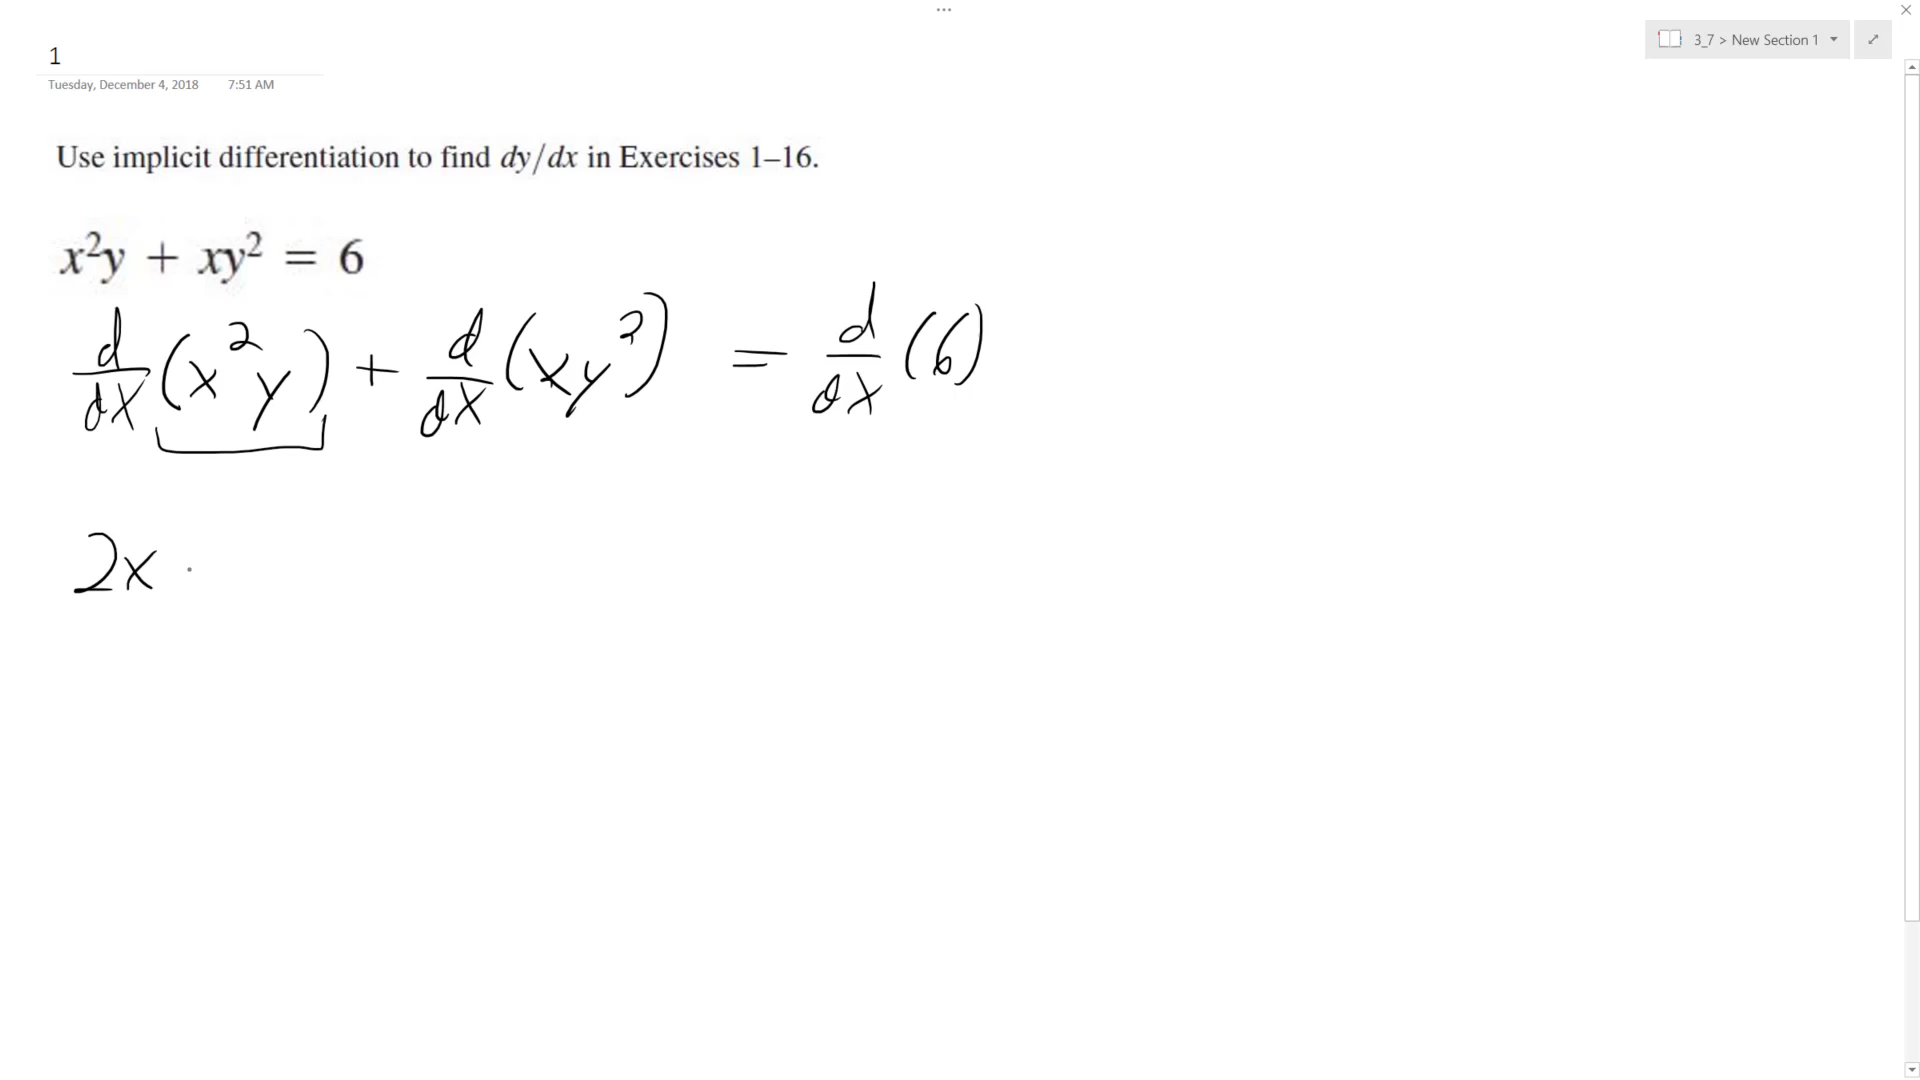 ...
3_7 > New Section 1
1
Tuesday, December 4, 2018 7:51 AM
Use implicit differentiation to find dy/dx in Exercises 1–16.
x²y + xy² = 6
d/dx (x²y) + d/dx (xy²) = d/dx (6)
2x ·